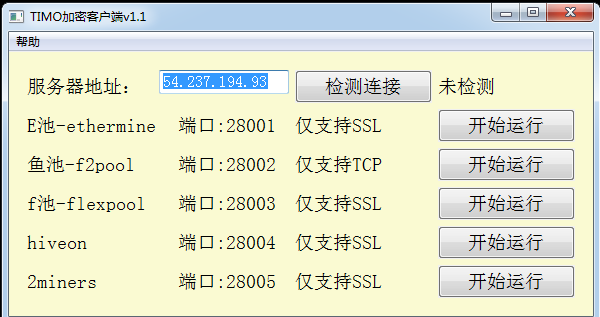 TIMO加密客户端v1.1
帮助
服务器地址: 54.237.194.93 检测连接 未检测
E池-ethermine 端口:28001 仅支持SSL 开始运行
鱼池-f2pool 端口:28002 仅支持TCP 开始运行
f池-flexpool 端口:28003 仅支持SSL 开始运行
hiveon 端口:28004 仅支持SSL 开始运行
2miners 端口:28005 仅支持SSL 开始运行